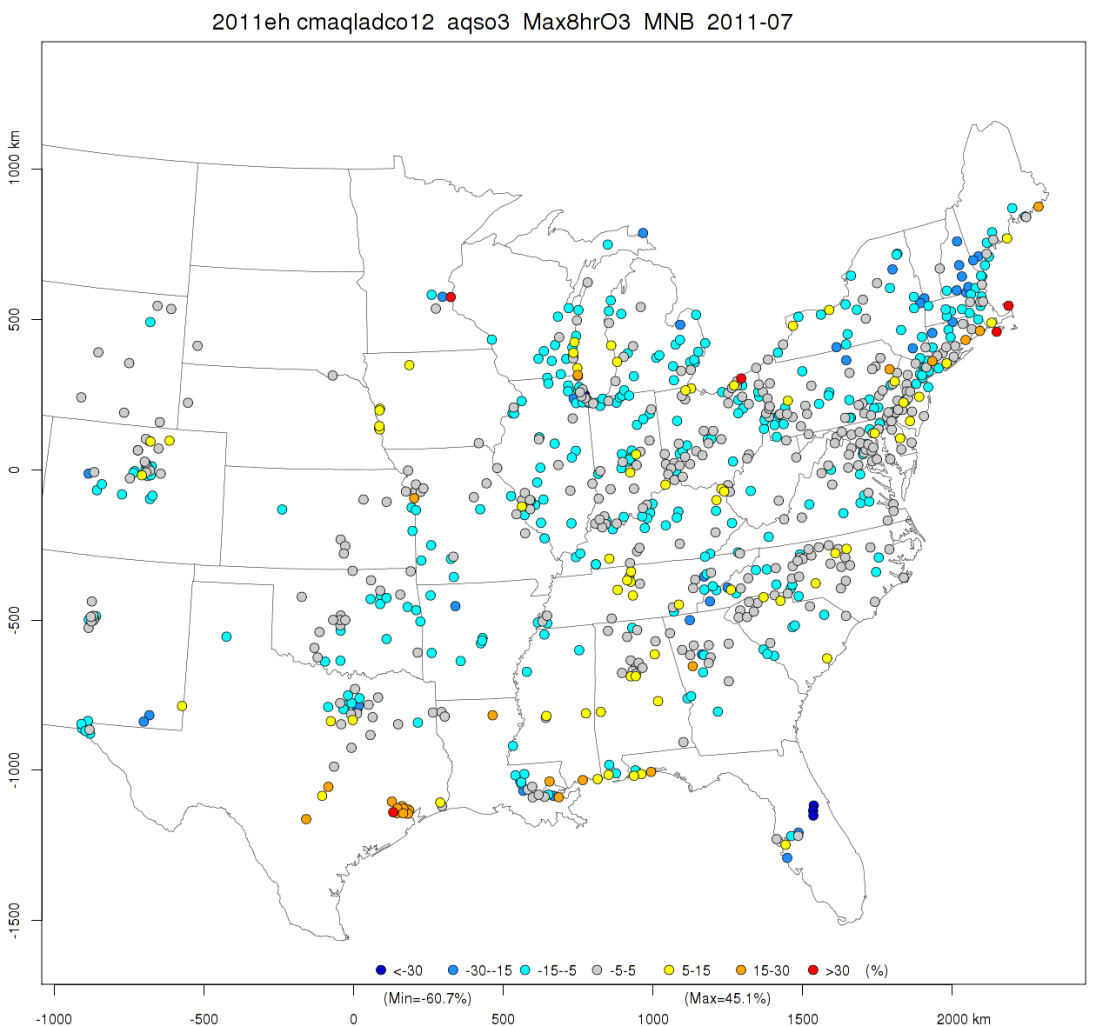 2011eh cmaqladco12 aqso3 Max8hrO3 MNB 2011-07
1000 km
500
0
-500
-1000
-1500
<-30 -30--15 -15--5 -5-5 5-15 15-30 >30 (%)
(Min=-60.7%) (Max=45.1%)
-1000 -500 0 500 1000 1500 2000 km